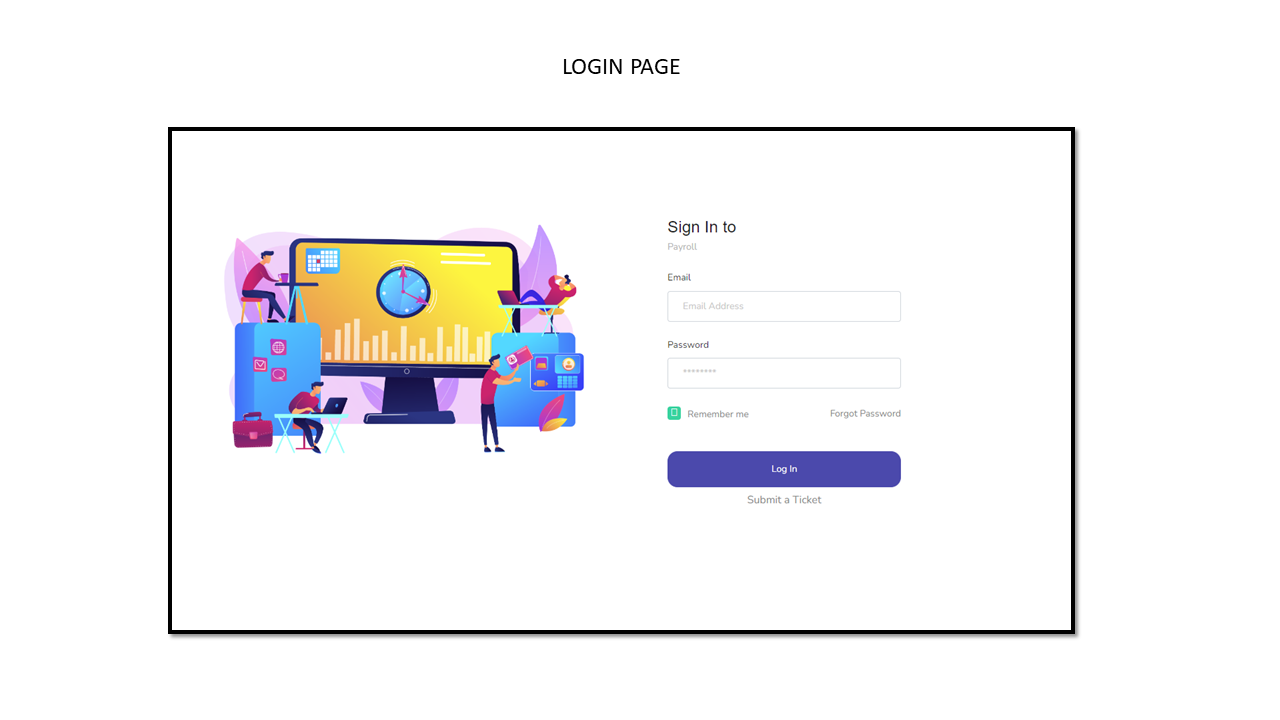 LOGIN PAGE
Sign In to
Payroll
Email
Email Address
Password
********
Remember me
Forgot Password
Log In
Submit a Ticket